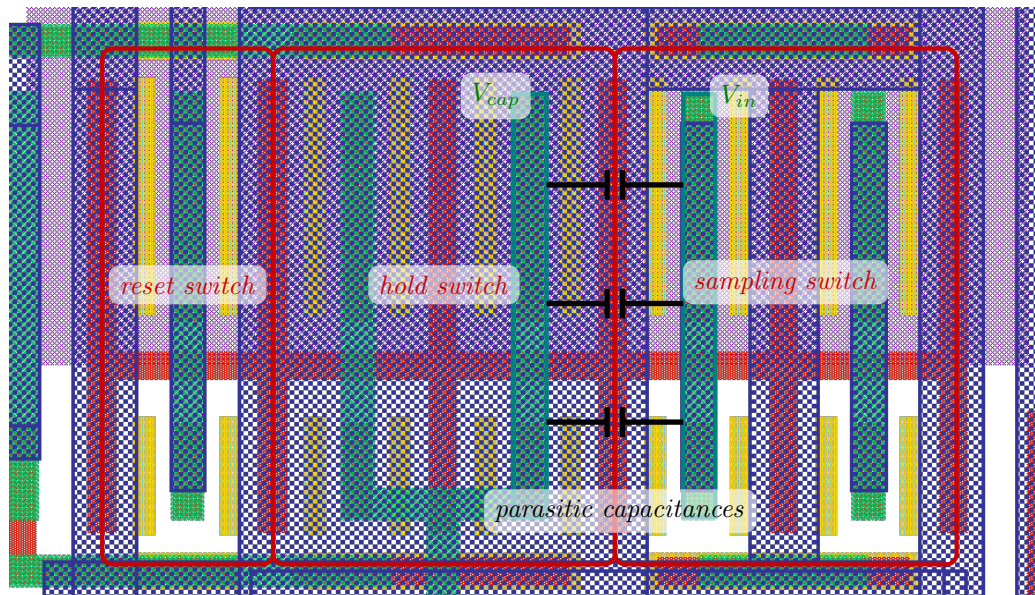 V_cap
V_in
reset switch
hold switch
sampling switch
parasitic capacitances